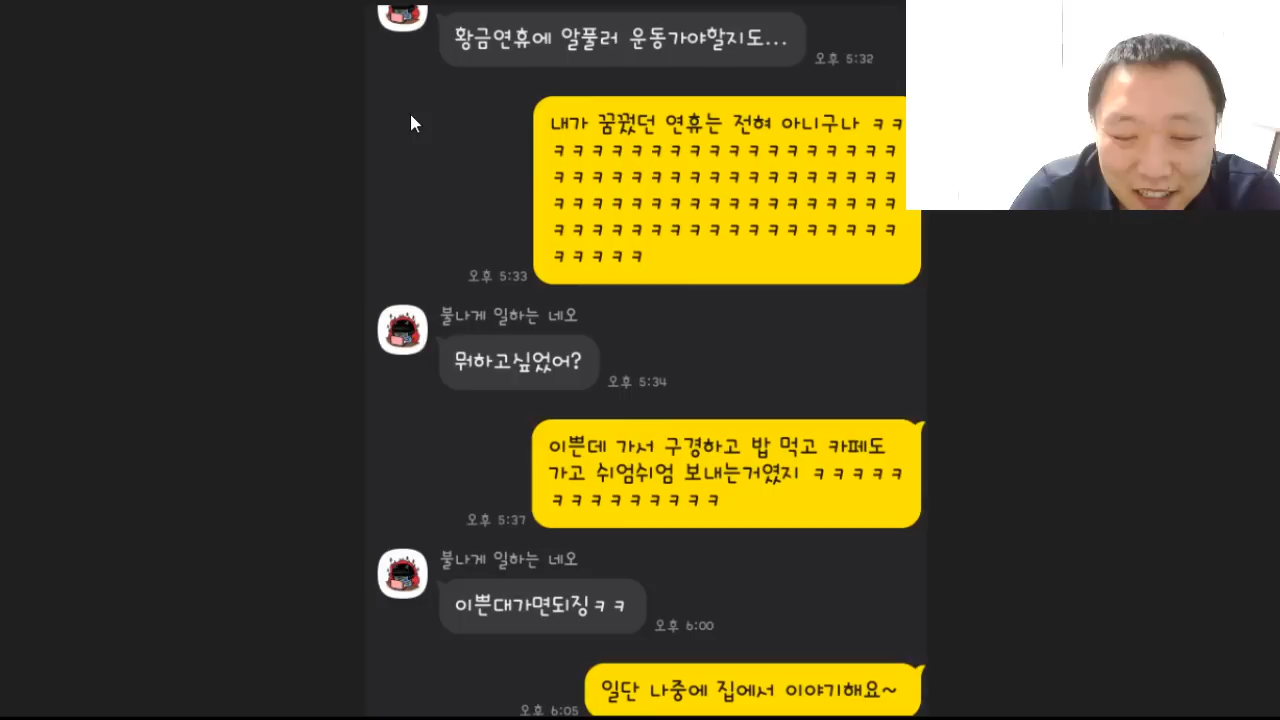 황금연휴에 알풀러 운동가야할지도...
오후 5:32
내가 꿈꿨던 연휴는 전혀 아니구나 ㅋㅋ
ㅋㅋㅋㅋㅋㅋㅋㅋㅋㅋㅋㅋㅋㅋㅋㅋㅋㅋ
ㅋㅋㅋㅋㅋㅋㅋㅋㅋㅋㅋㅋㅋㅋㅋㅋㅋㅋ
ㅋㅋㅋㅋㅋㅋㅋㅋㅋㅋㅋㅋㅋㅋㅋㅋㅋㅋ
ㅋㅋㅋㅋㅋㅋㅋㅋㅋㅋㅋㅋㅋㅋㅋㅋㅋㅋ
ㅋㅋㅋㅋㅋ
오후 5:33
불나게 일하는 네오
뭐하고싶었어?
오후 5:34
이쁜데 가서 구경하고 밥 먹고 카페도
가고 쉬엄쉬엄 보내는거였지 ㅋㅋㅋㅋㅋ
ㅋㅋㅋㅋㅋㅋㅋㅋㅋ
오후 5:37
불나게 일하는 네오
이쁜대가면되징ㅋㅋ
오후 6:00
일단 나중에 집에서 이야기해요~
오후 6:05